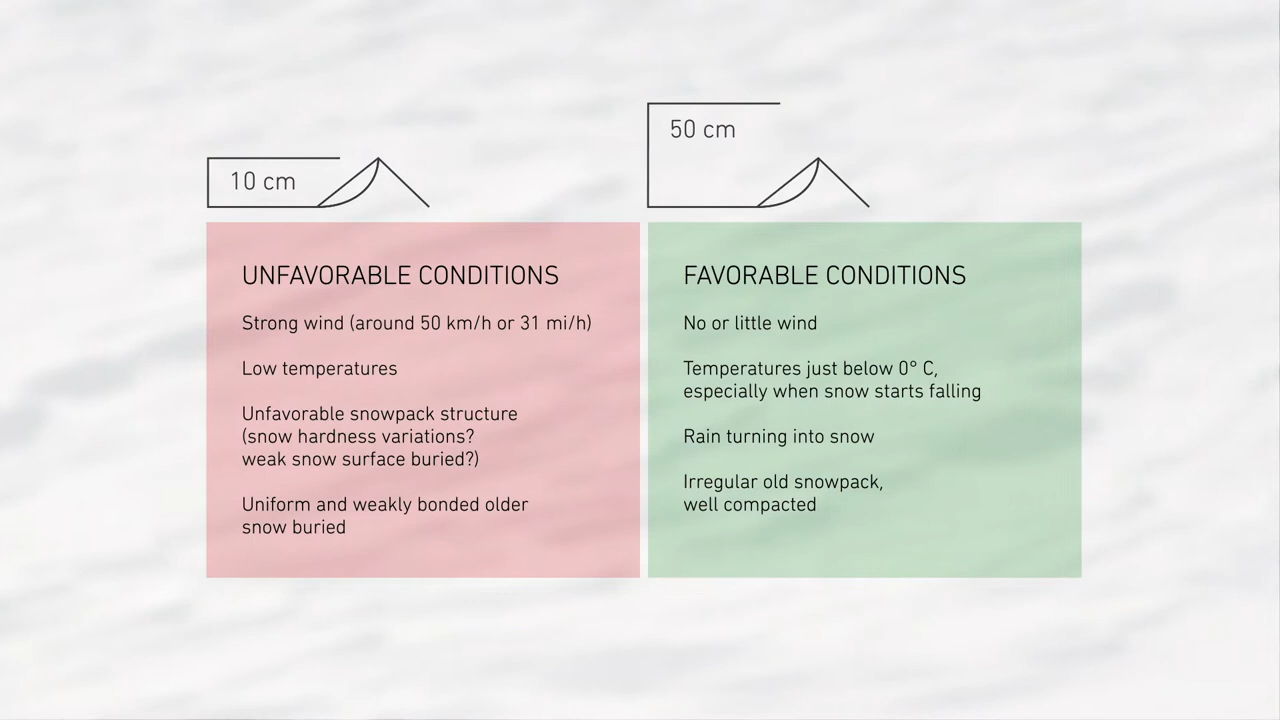 10 cm
50 cm
UNFAVORABLE CONDITIONS
Strong wind (around 50 km/h or 31 mi/h)
Low temperatures
Unfavorable snowpack structure
(snow hardness variations?
weak snow surface buried?)
Uniform and weakly bonded older
snow buried
FAVORABLE CONDITIONS
No or little wind
Temperatures just below 0° C,
especially when snow starts falling
Rain turning into snow
Irregular old snowpack,
well compacted